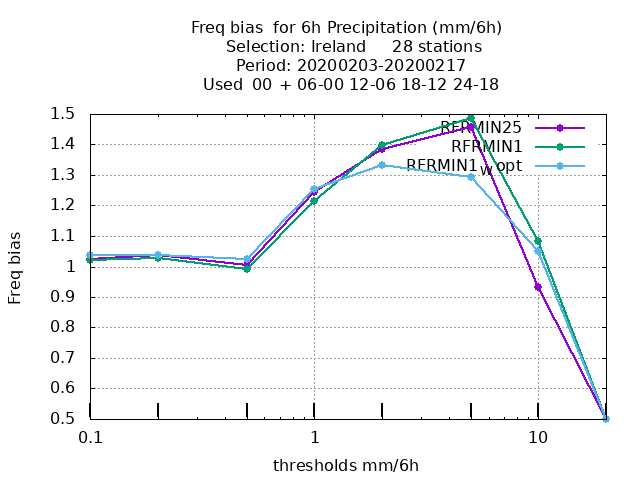 Freq bias  for 6h Precipitation (mm/6h)
Selection: Ireland     28 stations
Period: 20200203-20200217
Used  00  + 06-00 12-06 18-12 24-18
1.5
1.4
1.3
1.2
1.1
1
0.9
0.8
0.7
0.6
0.5
Freq bias
RFRMIN25
RFRMIN1
RFRMIN1wopt
0.1
1
10
thresholds mm/6h